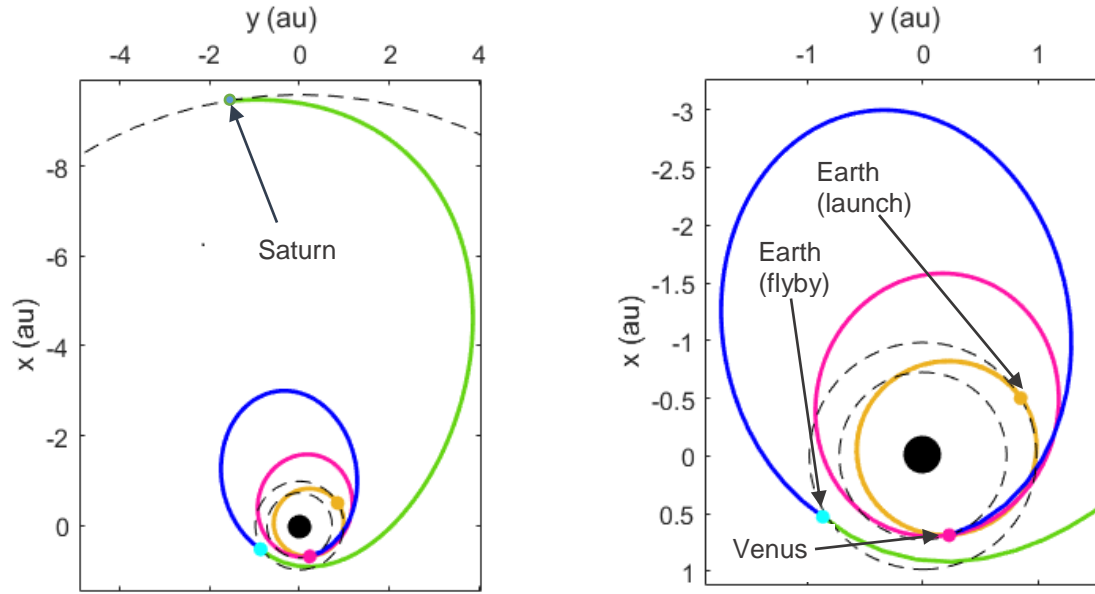 y (au)
-4 -2 0 2 4
-8
-6
-4
-2
0
x (au)
Saturn
y (au)
-1 0 1
-3
-2.5
-2
-1.5
-1
-0.5
0
0.5
1
x (au)
Earth
(launch)
Earth
(flyby)
Venus